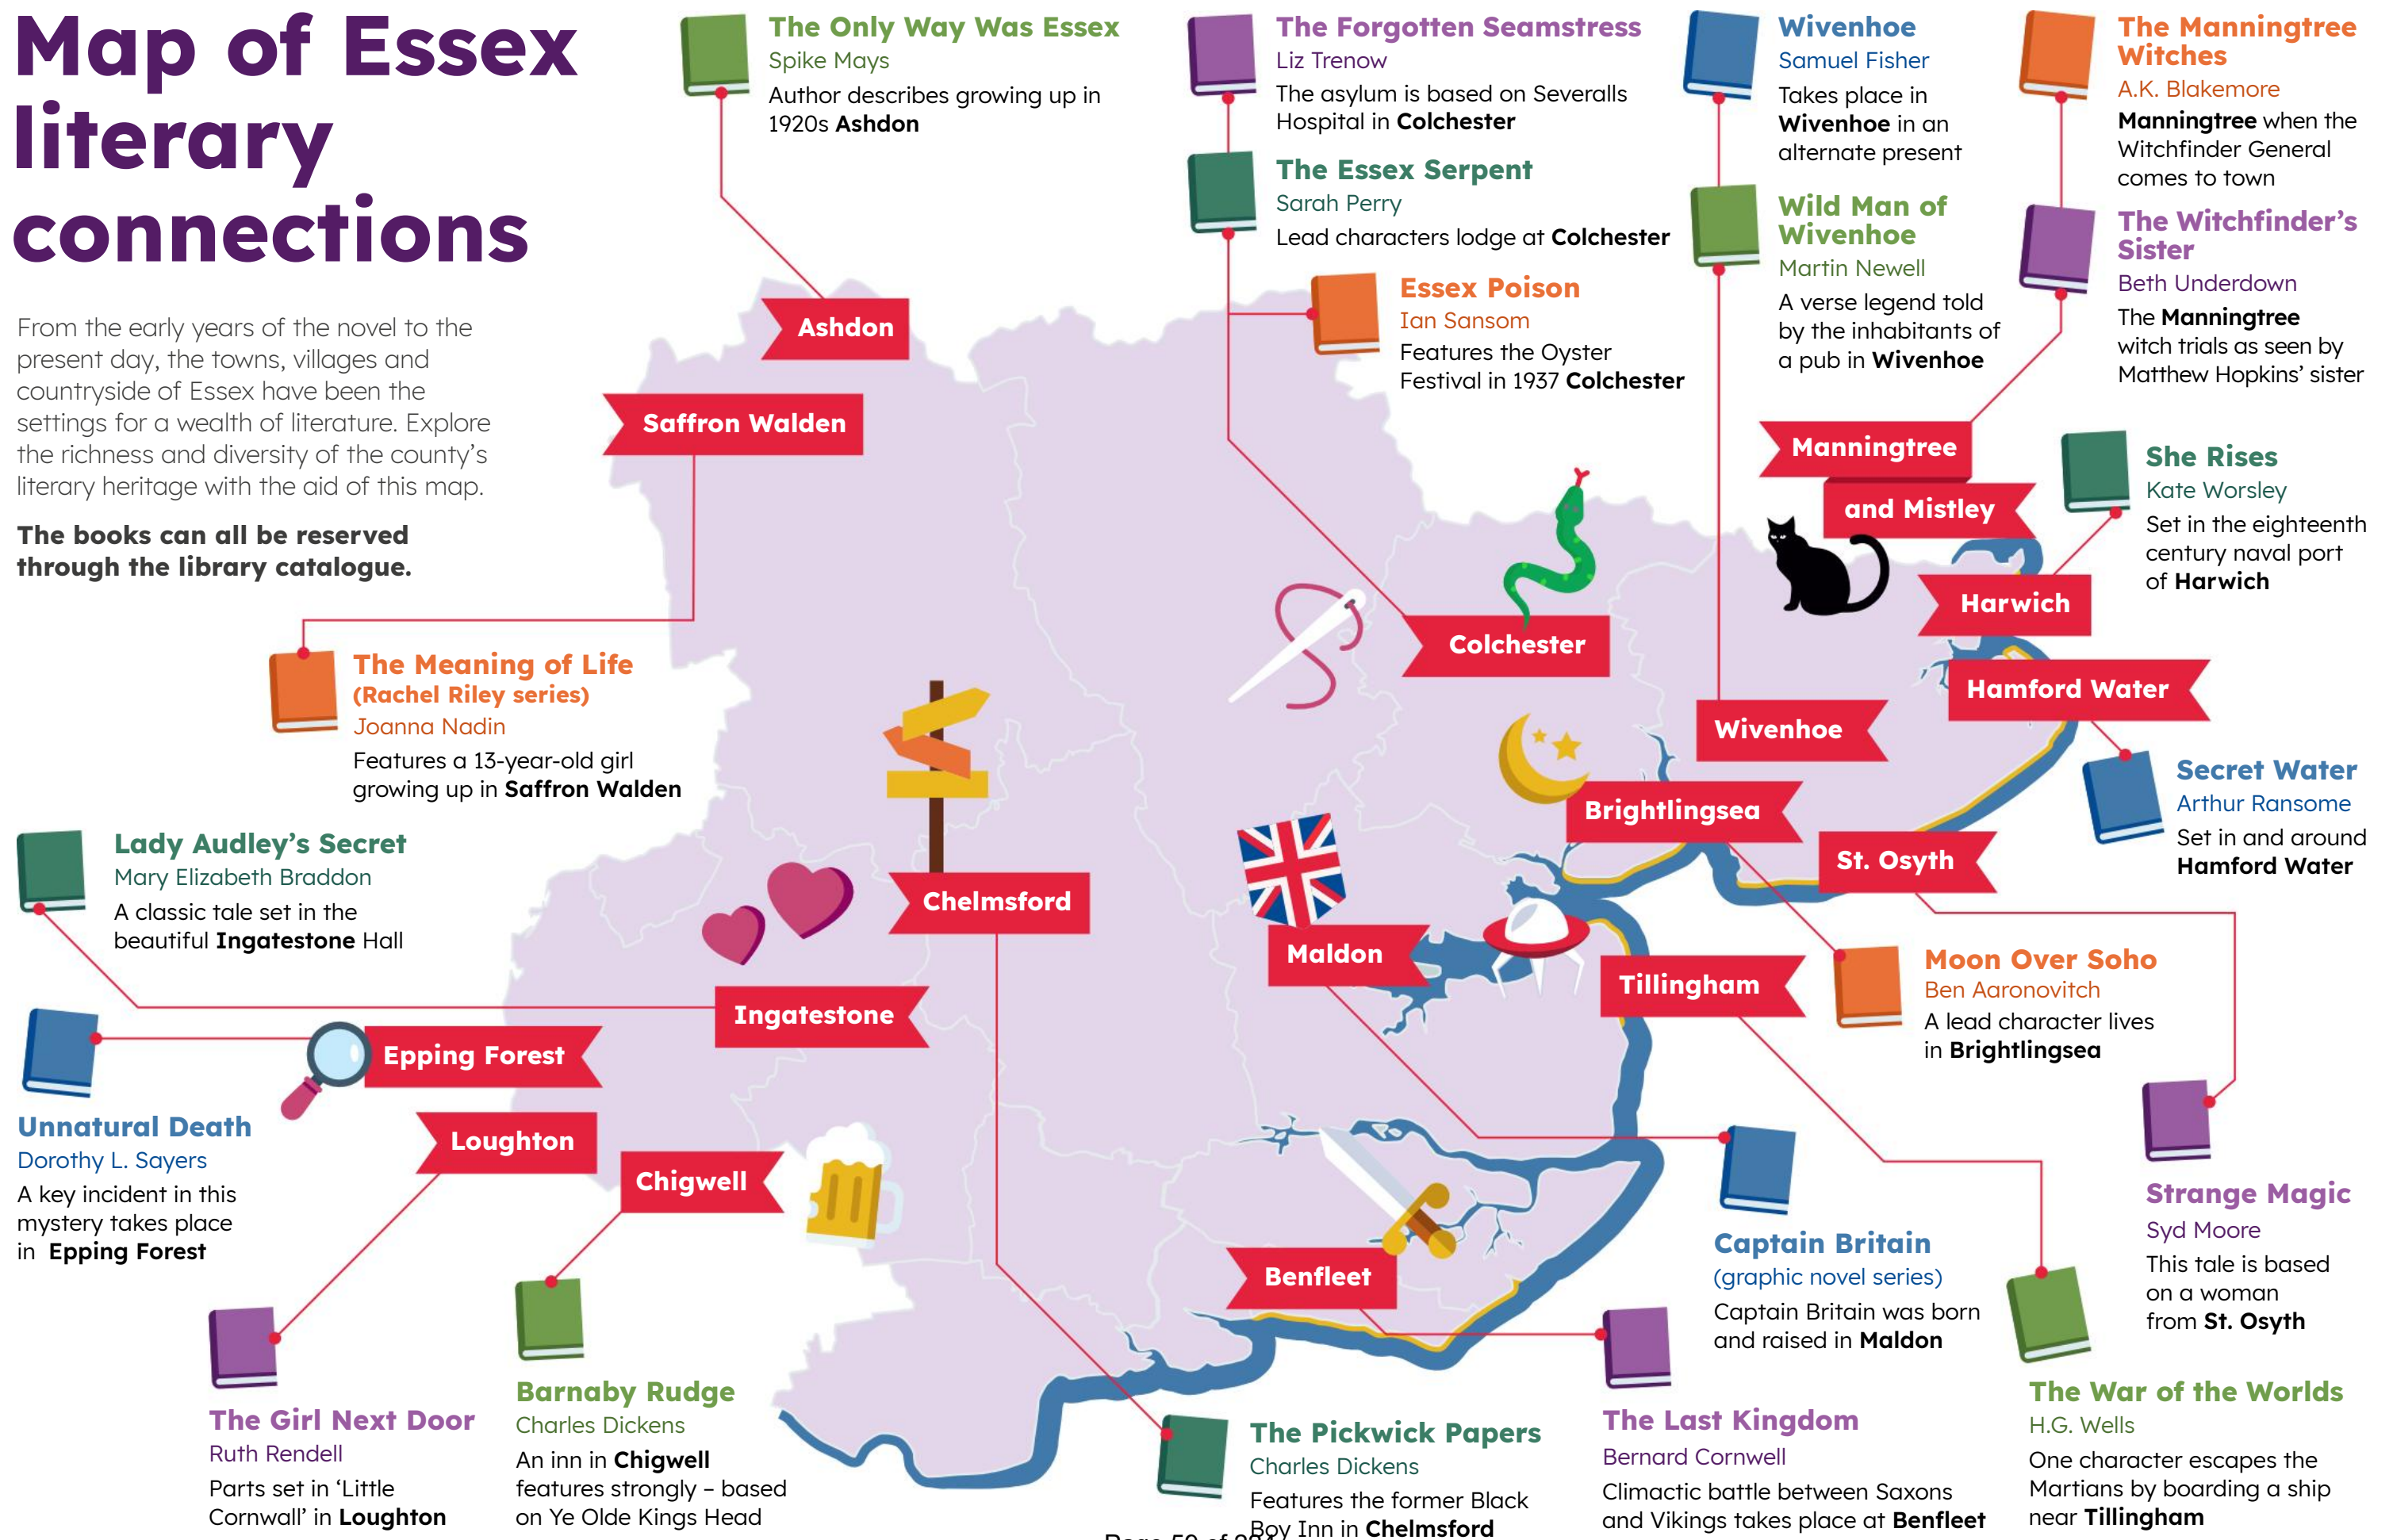 Map of Essex
literary
connections
From the early years of the novel to the
present day, the towns, villages and
countryside of Essex have been the
settings for a wealth of literature. Explore
the richness and diversity of the county's
literary heritage with the aid of this map.
The books can all be reserved
through the library catalogue.
The Only Way Was Essex
Spike Mays
Author describes growing up in
1920s Ashdon
The Forgotten Seamstress
Liz Trenow
The asylum is based on Severalls
Hospital in Colchester
The Essex Serpent
Sarah Perry
Lead characters lodge at Colchester
Essex Poison
Ian Sansom
Features the Oyster
Festival in 1937 Colchester
Wivenhoe
Samuel Fisher
Takes place in
Wivenhoe in an
alternate present
Wild Man of
Wivenhoe
Martin Newell
A verse legend told
by the inhabitants of
a pub in Wivenhoe
The Manningtree
Witches
A.K. Blakemore
Manningtree when the
Witchfinder General
comes to town
The Witchfinder's
Sister
Beth Underdown
The Manningtree
witch trials as seen by
Matthew Hopkins' sister
Ashdon
Saffron Walden
Manningtree
and Mistley
She Rises
Kate Worsley
Set in the eighteenth
century naval port
of Harwich
Harwich
Colchester
Hamford Water
Wivenhoe
The Meaning of Life
(Rachel Riley series)
Joanna Nadin
Features a 13-year-old girl
growing up in Saffron Walden
Secret Water
Arthur Ransome
Set in and around
Hamford Water
Brightlingsea
St. Osyth
Lady Audley's Secret
Mary Elizabeth Braddon
A classic tale set in the
beautiful Ingatestone Hall
Chelmsford
Maldon
Tillingham
Moon Over Soho
Ben Aaronovitch
A lead character lives
in Brightlingsea
Ingatestone
Epping Forest
Unnatural Death
Dorothy L. Sayers
A key incident in this
mystery takes place
in Epping Forest
Loughton
Chigwell
Strange Magic
Syd Moore
This tale is based
on a woman
from St. Osyth
Captain Britain
(graphic novel series)
Captain Britain was born
and raised in Maldon
Benfleet
The Girl Next Door
Ruth Rendell
Parts set in 'Little
Cornwall' in Loughton
Barnaby Rudge
Charles Dickens
An inn in Chigwell
features strongly – based
on Ye Olde Kings Head
The Pickwick Papers
Charles Dickens
Features the former Black
Boy Inn in Chelmsford
The Last Kingdom
Bernard Cornwell
Climactic battle between Saxons
and Vikings takes place at Benfleet
The War of the Worlds
H.G. Wells
One character escapes the
Martians by boarding a ship
near Tillingham